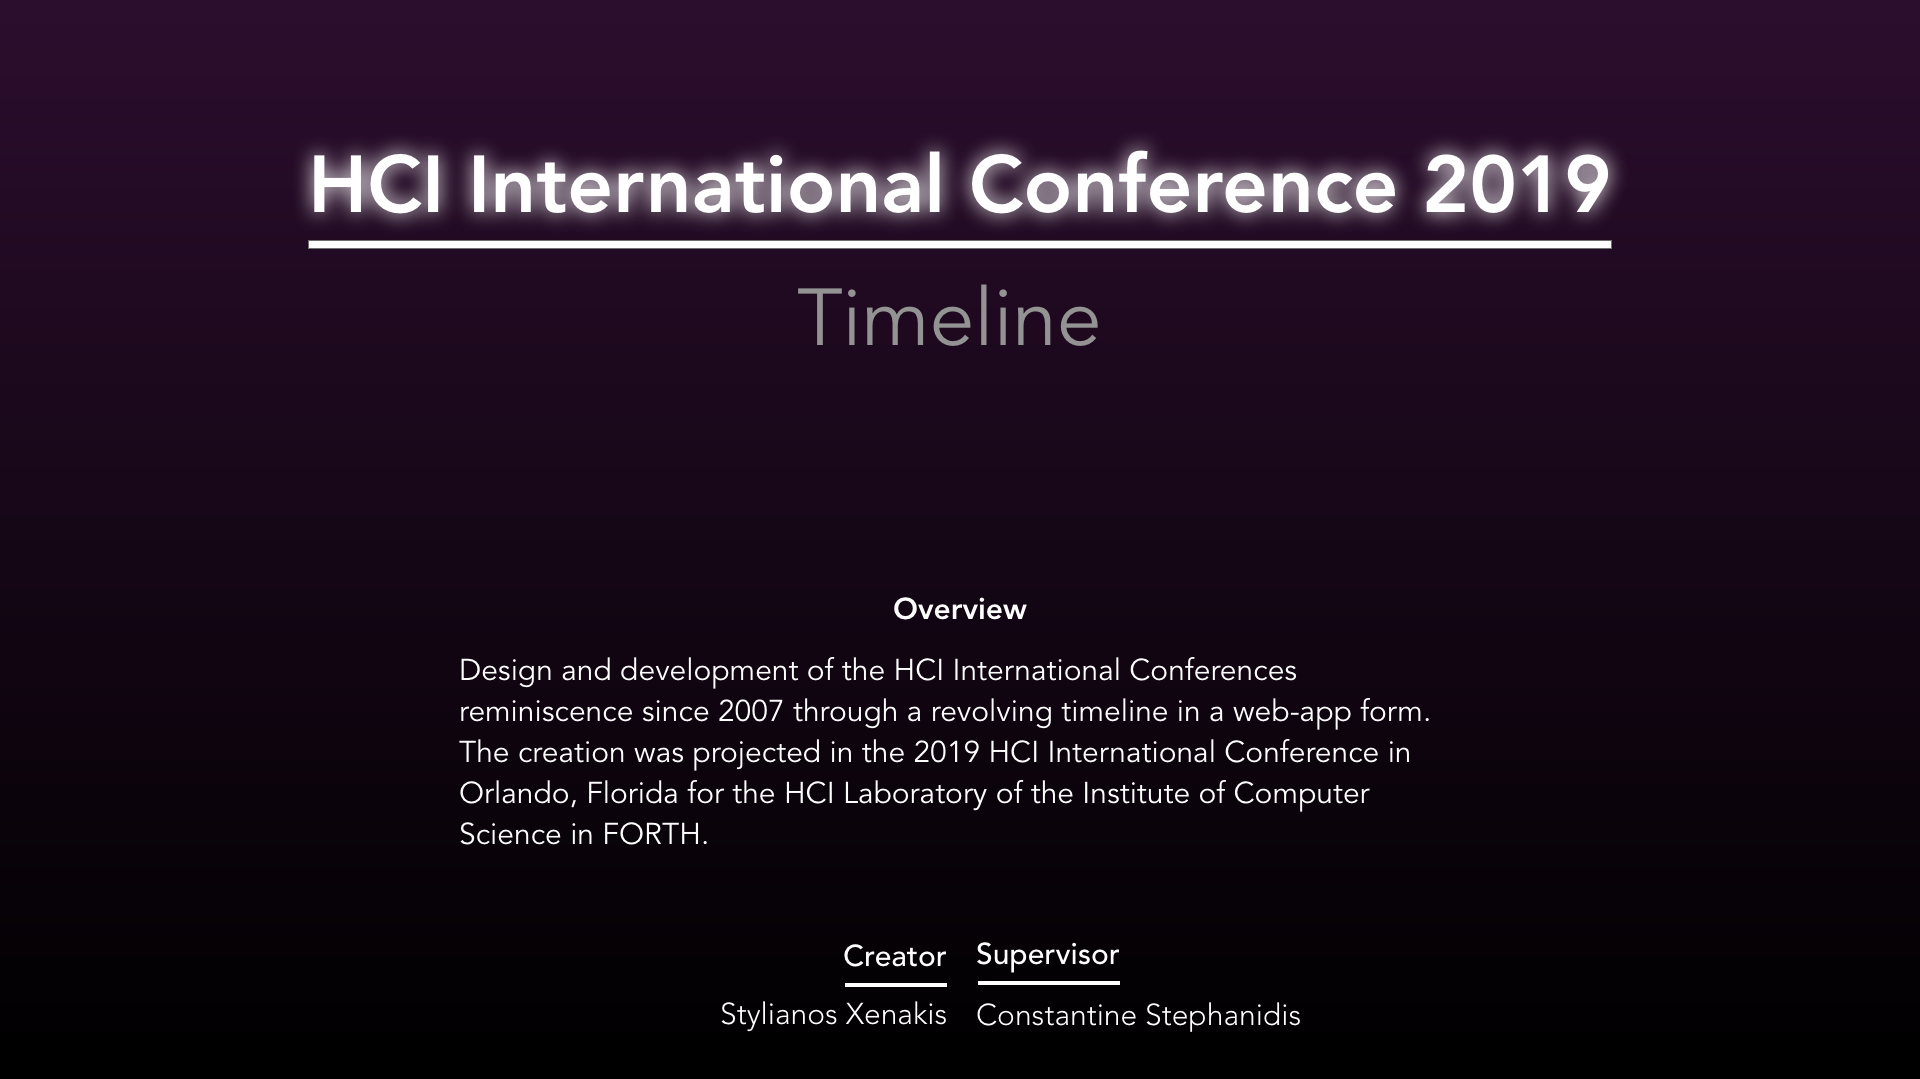 HCI International Conference 2019
Timeline
Overview
Design and development of the HCI International Conferences
reminiscence since 2007 through a revolving timeline in a web-app form.
The creation was projected in the 2019 HCI International Conference in
Orlando, Florida for the HCI Laboratory of the Institute of Computer
Science in FORTH.
Creator
Stylianos Xenakis
Supervisor
Constantine Stephanidis